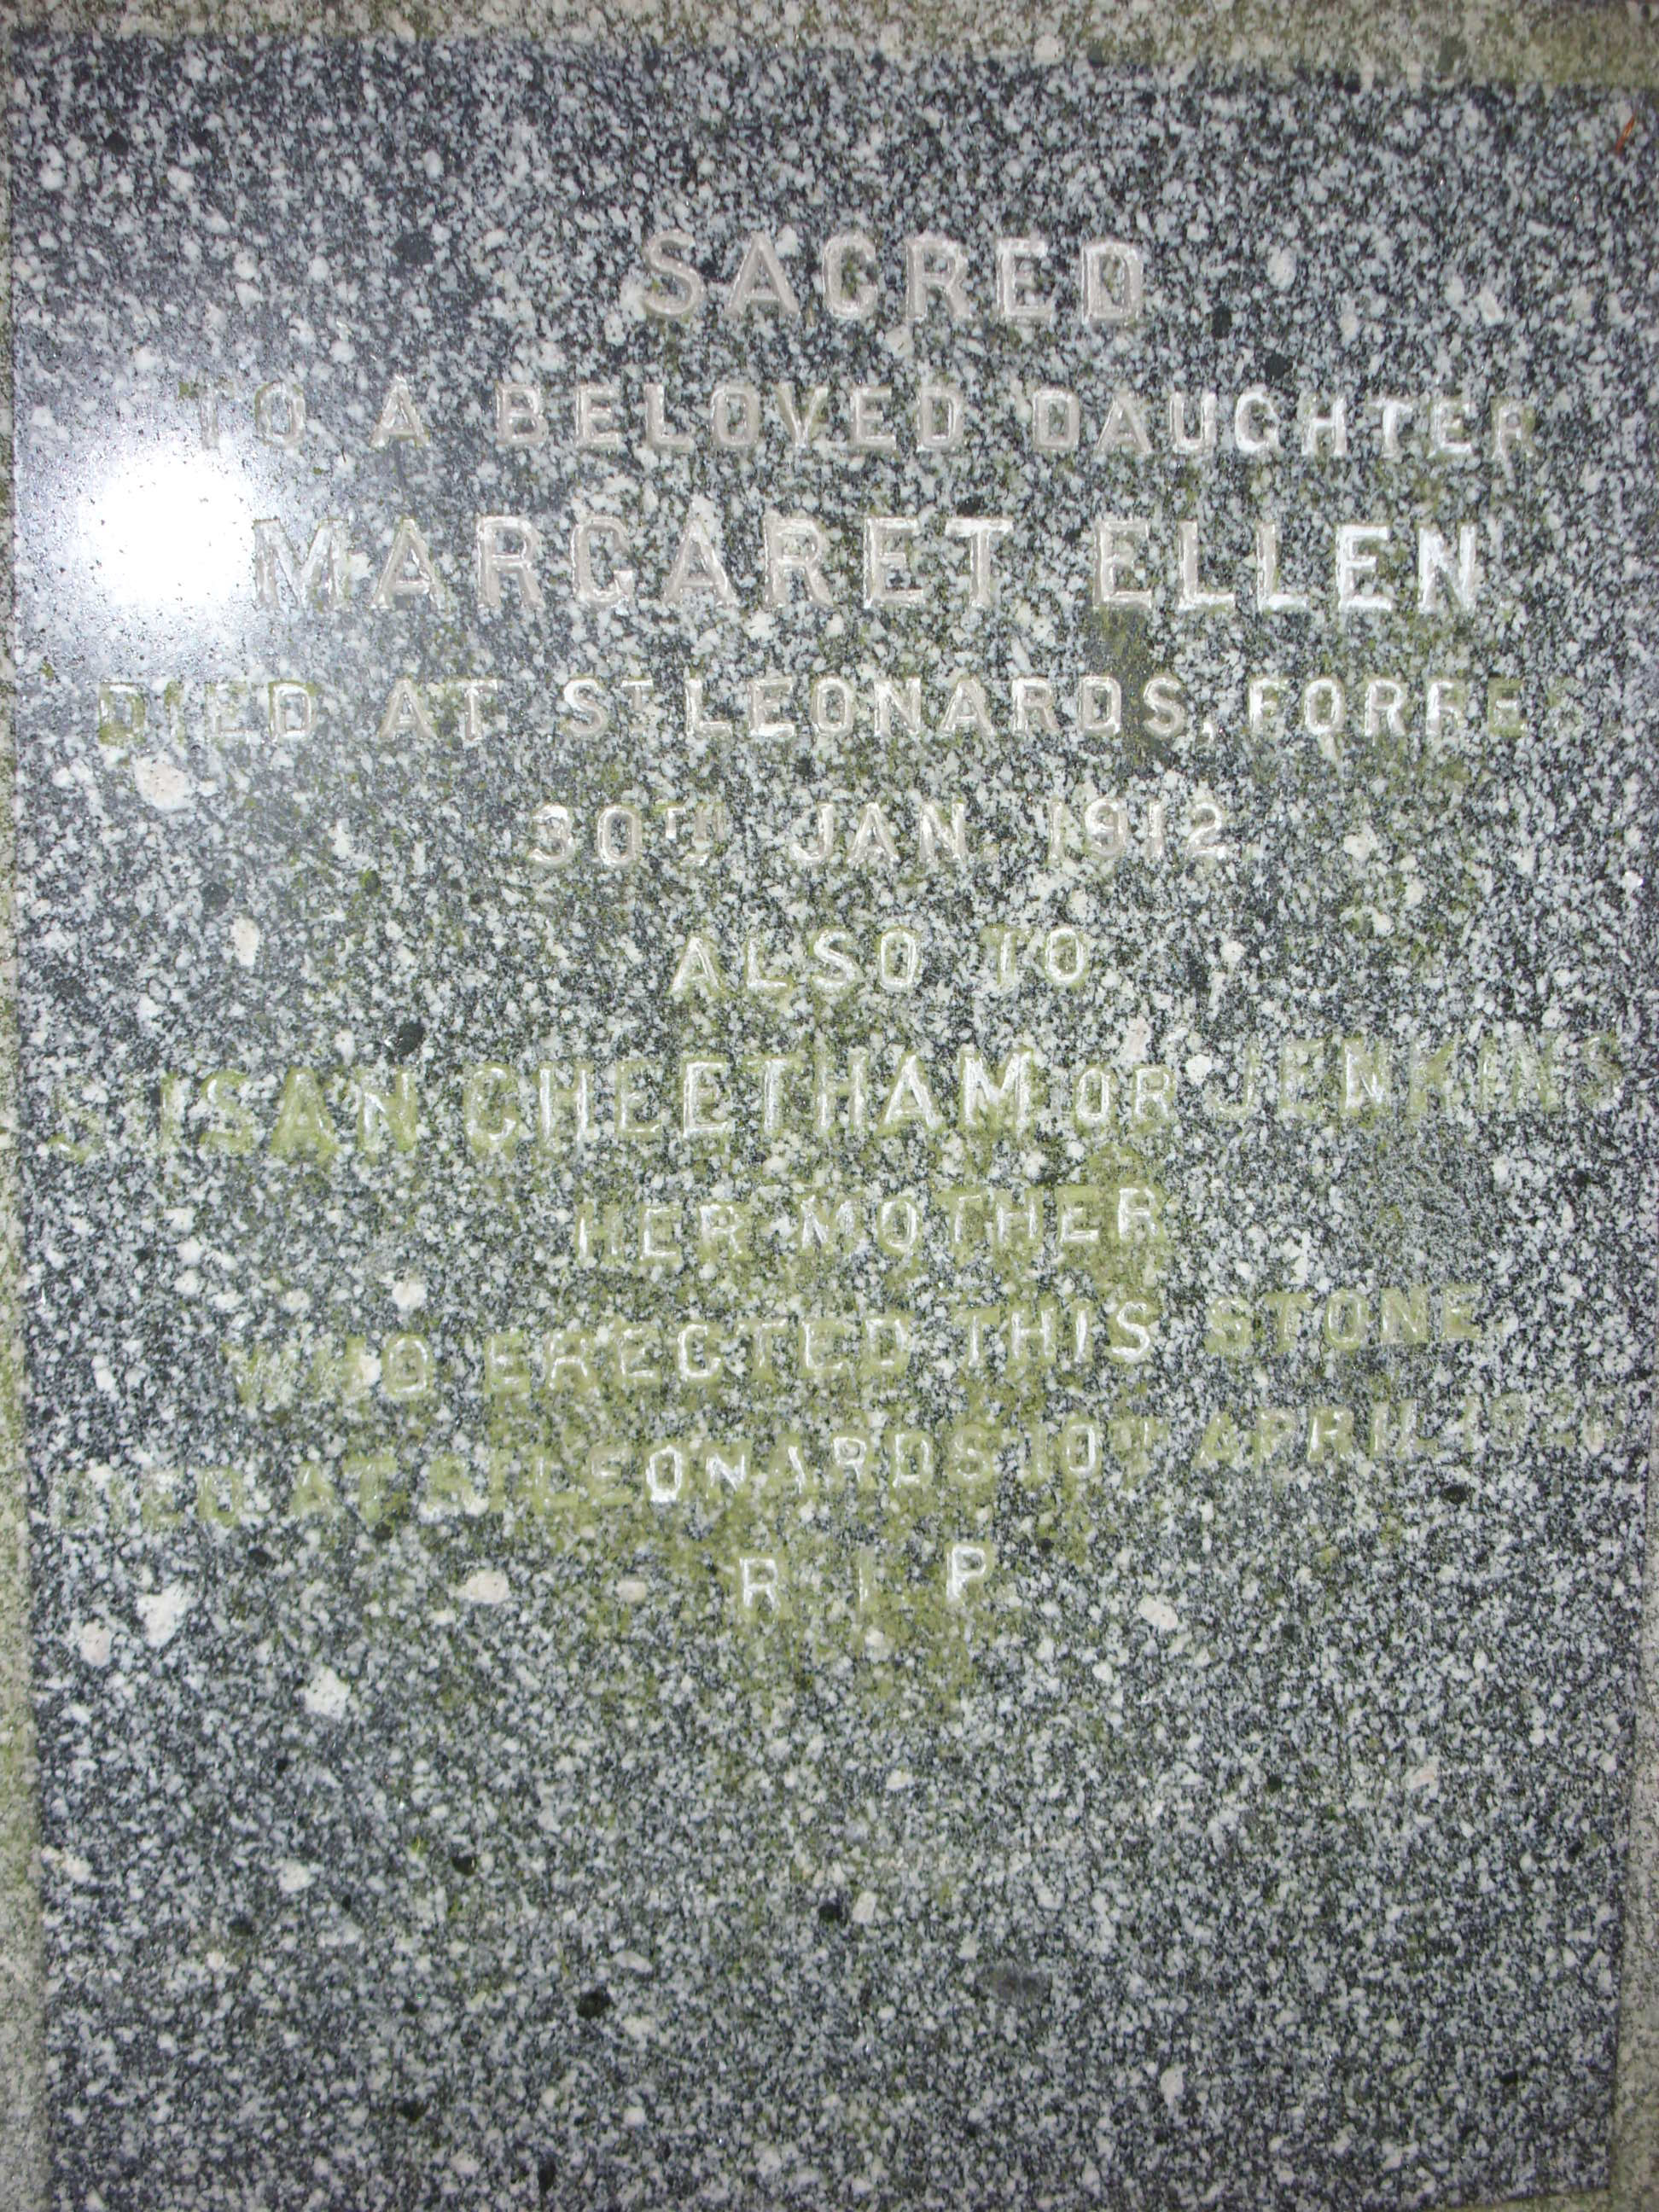 SACRED
TO A BELOVED DAUGHTER
MARGARET ELLEN
DIED AT ST LEONARDS, FORRES
30TH JAN. 1912.
ALSO TO
SUSAN CHEETHAM OR JENKINS
HER MOTHER
WHO ERECTED THIS STONE
DIED AT ST LEONARDS 10TH APRIL
R I P